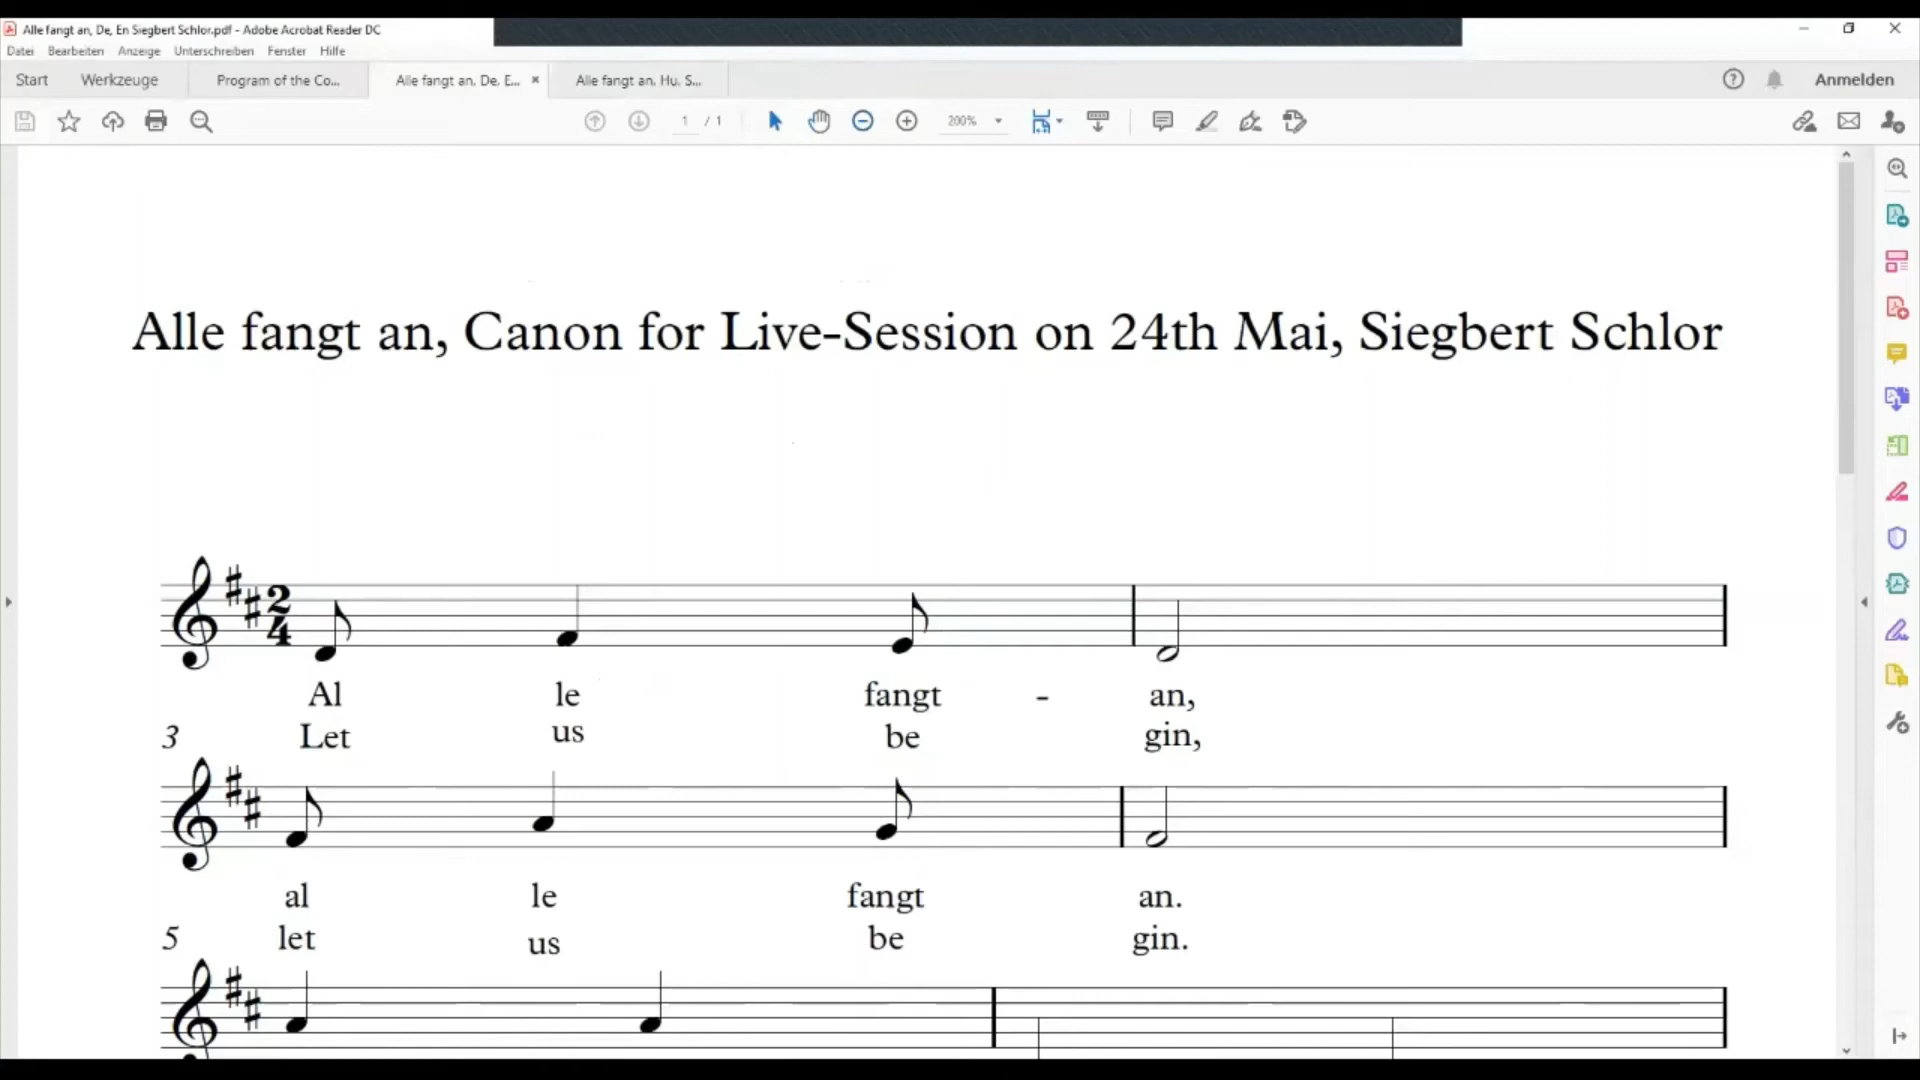 Alle fangt an, De, En Siegbert Schlor.pdf - Adobe Acrobat Reader DC
Datei Bearbeiten Anzeige Unterschreiben Fenster Hilfe
Start Werkzeuge Program of the Co... Alle fangt an, De, E... × Alle fangt an, Hu, S... Anmelden
1 / 1 200%
Alle fangt an, Canon for Live-Session on 24th Mai, Siegbert Schlor
2
4
Al le fangt - an,
3 Let us be gin,
al le fangt an.
5 let us be gin.